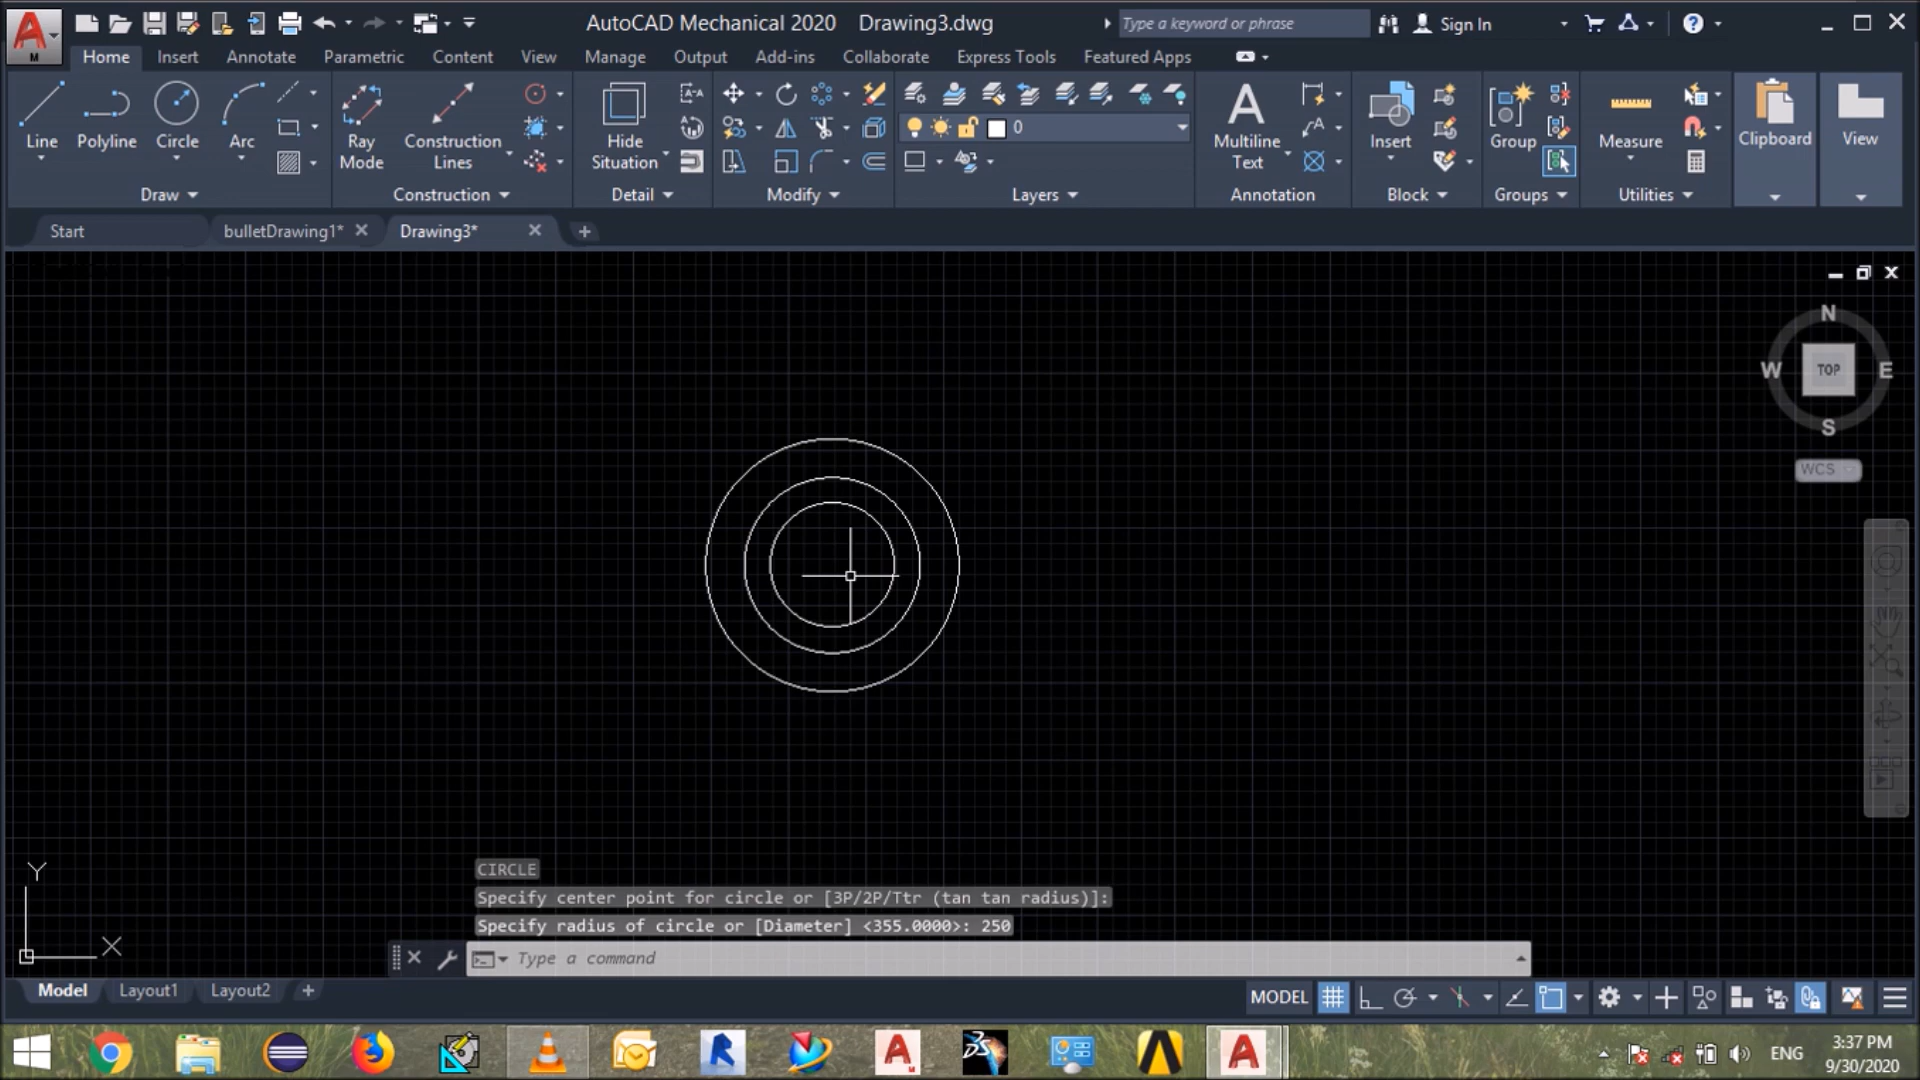 M
AutoCAD Mechanical 2020 Drawing3.dwg
Type a keyword or phrase
Sign In
Home Insert Annotate Parametric Content View Manage Output Add-ins Collaborate Express Tools Featured Apps
Line Polyline Circle Arc
Ray Mode
Construction Lines
Hide Situation
0
Multiline Text
Insert
Group
Measure
Clipboard
View
Draw Construction Detail Modify Layers Annotation Block Groups Utilities
Start bulletDrawing1* Drawing3*
N
W TOP E
S
WCS
Y
X
CIRCLE
Specify center point for circle or [3P/2P/Ttr (tan tan radius)]:
Specify radius of circle or [Diameter] <355.0000>: 250
Type a command
Model Layout1 Layout2
MODEL
ENG
3:37 PM
9/30/2020